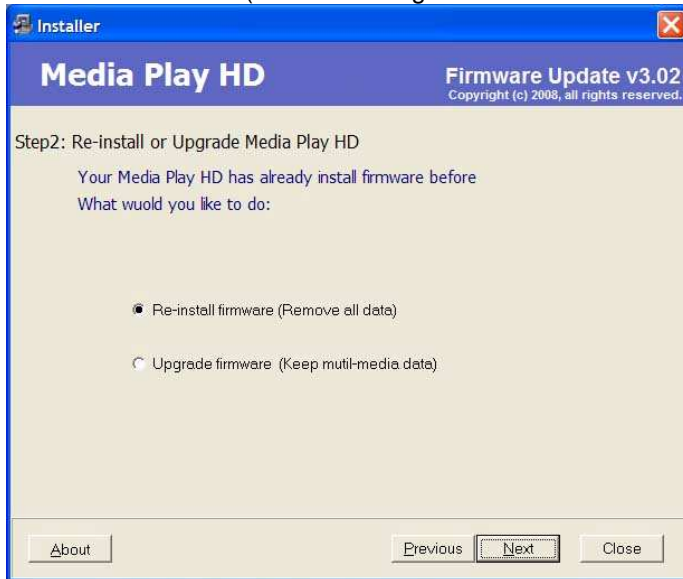 Installer
Media Play HD
Firmware Update v3.02
Copyright (c) 2008, all rights reserved.
Step2: Re-install or Upgrade Media Play HD
Your Media Play HD has already install firmware before
What wuold you like to do:
Re-install firmware (Remove all data)
Upgrade firmware (Keep mutil-media data)
About
Previous
Next
Close